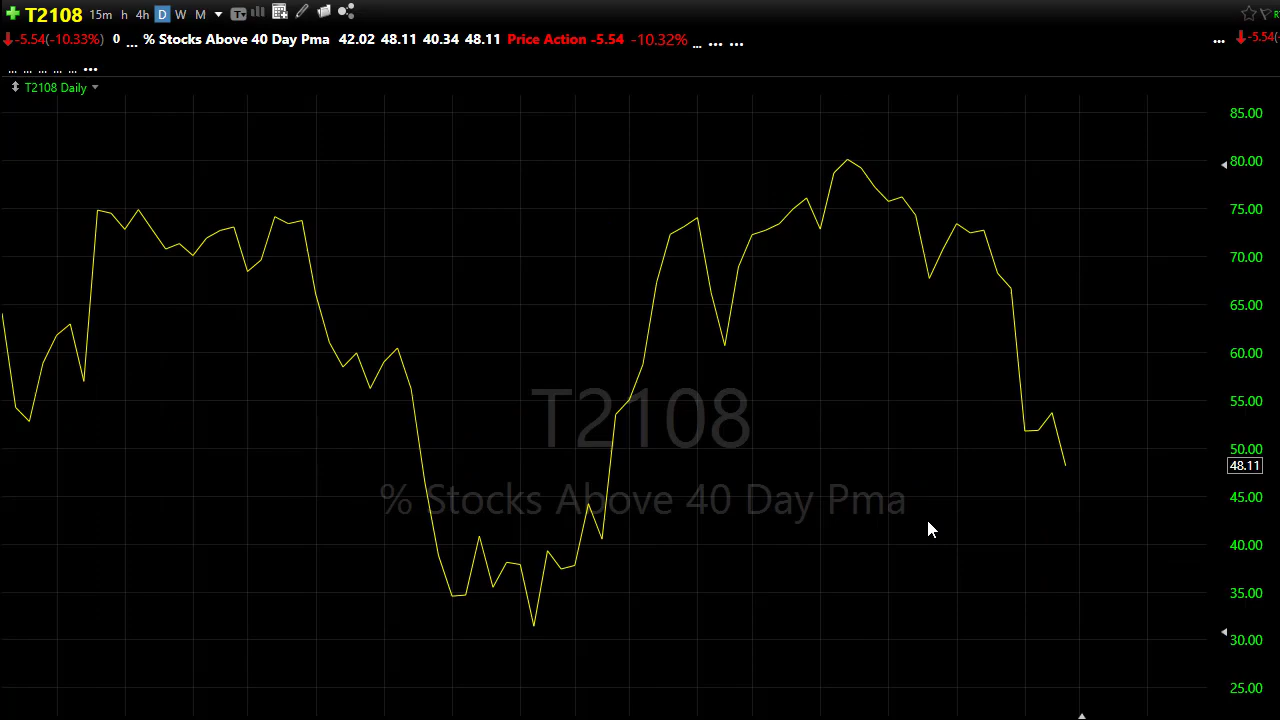 T2108 15m h 4h D W M
-5.54(-10.33%) 0 ... % Stocks Above 40 Day Pma 42.02 48.11 40.34 48.11 Price Action -5.54 -10.32% ... ... ... ... -5.54(-
... ... ... ... ... ...
T2108 Daily
85.00
80.00
75.00
70.00
65.00
60.00
55.00
T2108
50.00
48.11
% Stocks Above 40 Day Pma
45.00
40.00
35.00
30.00
25.00